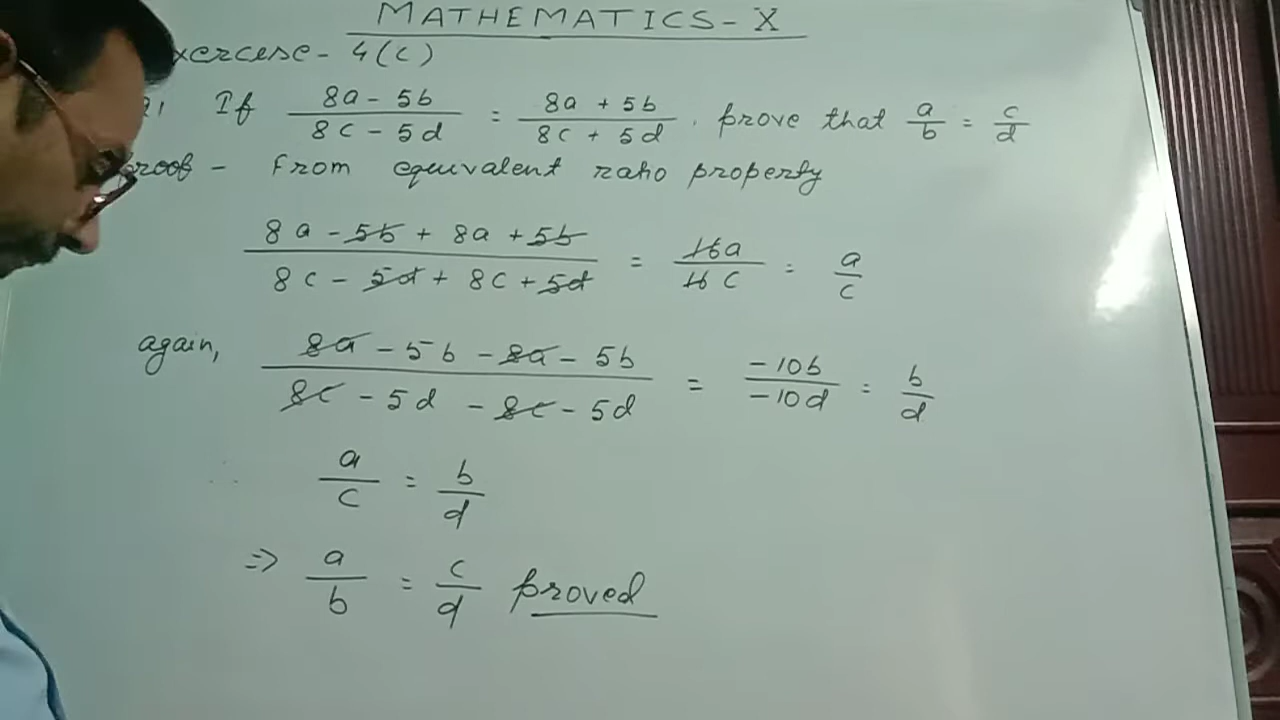 MATHEMATICS - X
xercise - 4(C)
If (8a - 5b)/(8c - 5d) = (8a + 5b)/(8c + 5d). prove that a/b = c/d
proof - From equivalent ratio property
(8a - 5b + 8a + 5b)/(8c - 5d + 8c + 5d) = 16a/16c = a/c
again, (8a - 5b - 8a - 5b)/(8c - 5d - 8c - 5d) = -10b/-10d = b/d
∴ a/c = b/d
⇒ a/b = c/d proved